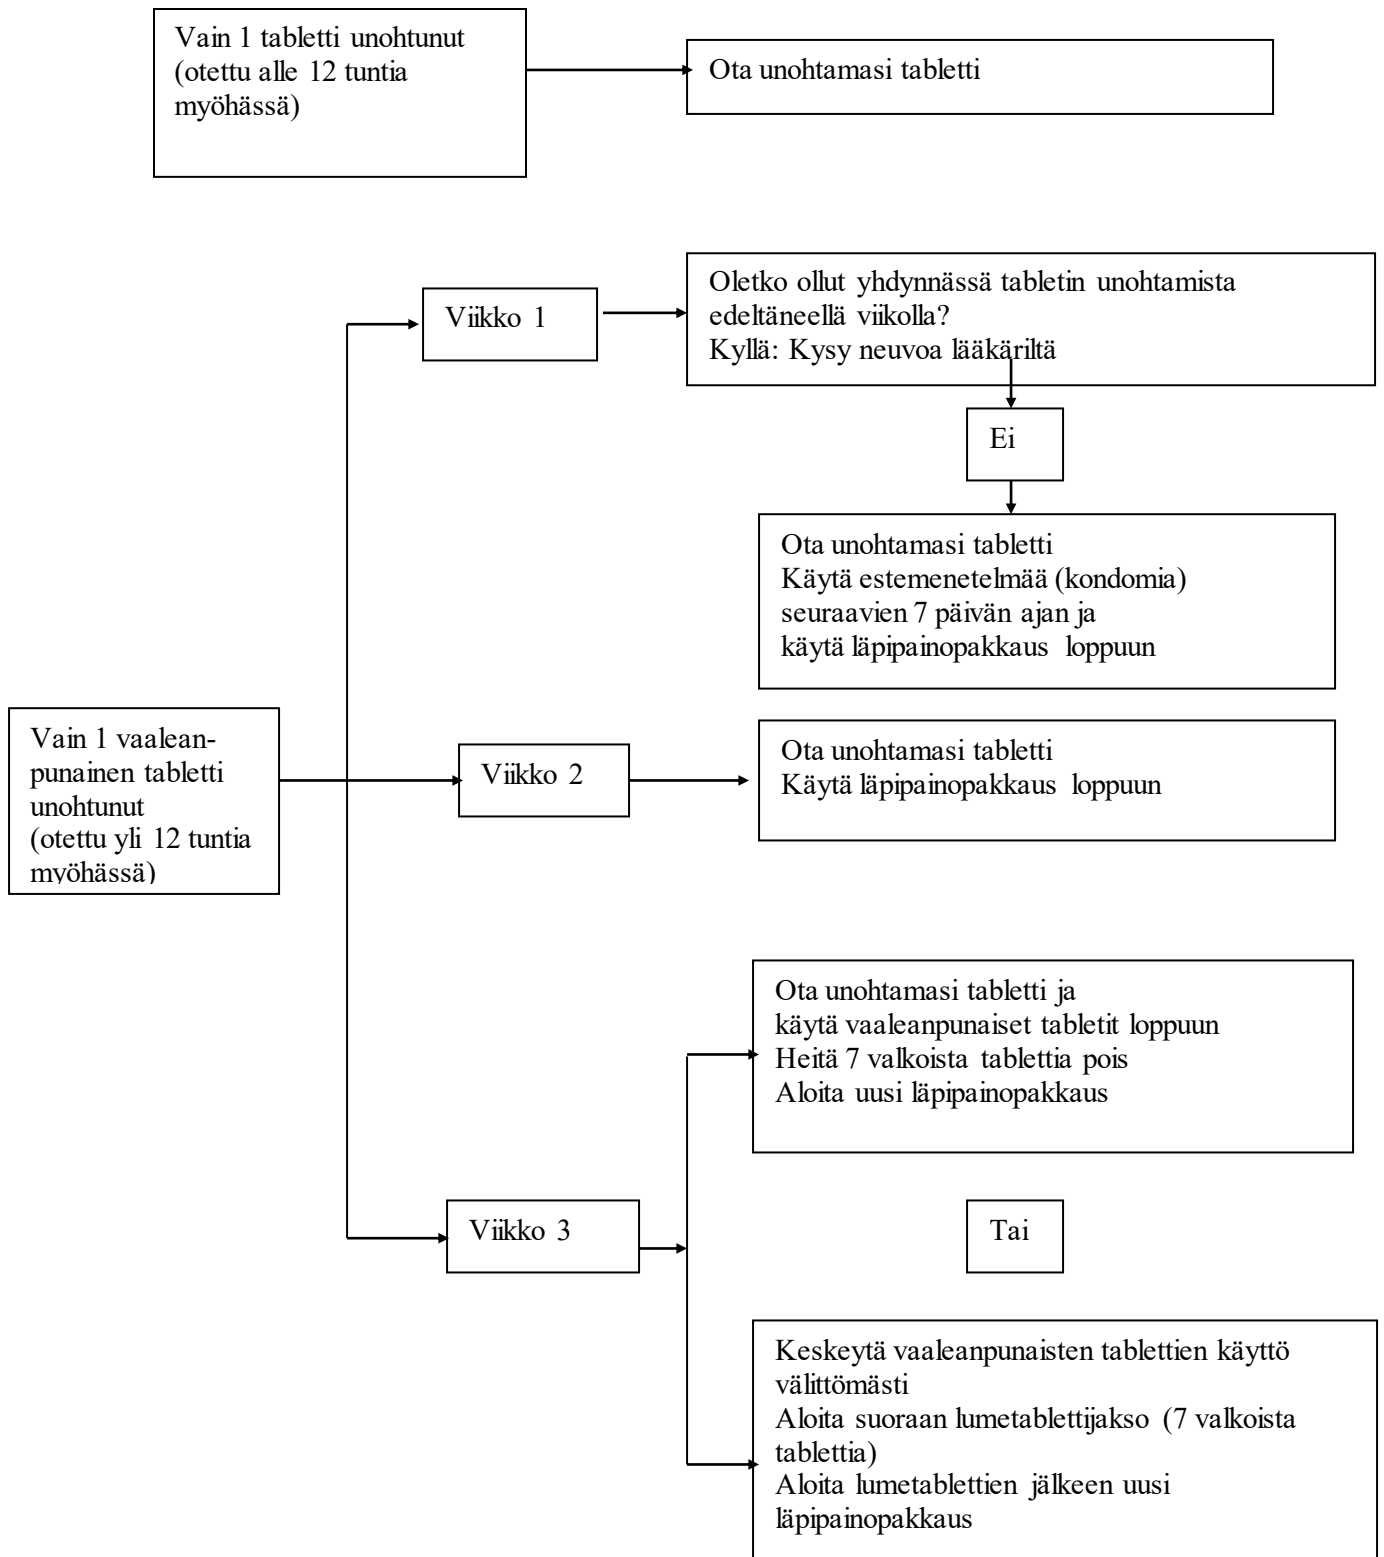 Vain 1 tabletti unohtunut
(otettu alle 12 tuntia
myöhässä)
Ota unohtamasi tabletti
Viikko 1
Oletko ollut yhdynnässä tabletin unohtamista
edeltäneellä viikolla?
Kyllä: Kysy neuvoa lääkäriltä
Ei
Ota unohtamasi tabletti
Käytä estemenetelmää (kondomia)
seuraavien 7 päivän ajan ja
käytä läpipainopakkaus loppuun
Vain 1 vaalean-
punainen tabletti
unohtunut
(otettu yli 12 tuntia
myöhässä)
Viikko 2
Ota unohtamasi tabletti
Käytä läpipainopakkaus loppuun
Viikko 3
Ota unohtamasi tabletti ja
käytä vaaleanpunaiset tabletit loppuun
Heitä 7 valkoista tablettia pois
Aloita uusi läpipainopakkaus
Tai
Keskeytä vaaleanpunaisten tablettien käyttö
välittömästi
Aloita suoraan lumetablettijakso (7 valkoista
tablettia)
Aloita lumetablettien jälkeen uusi
läpipainopakkaus